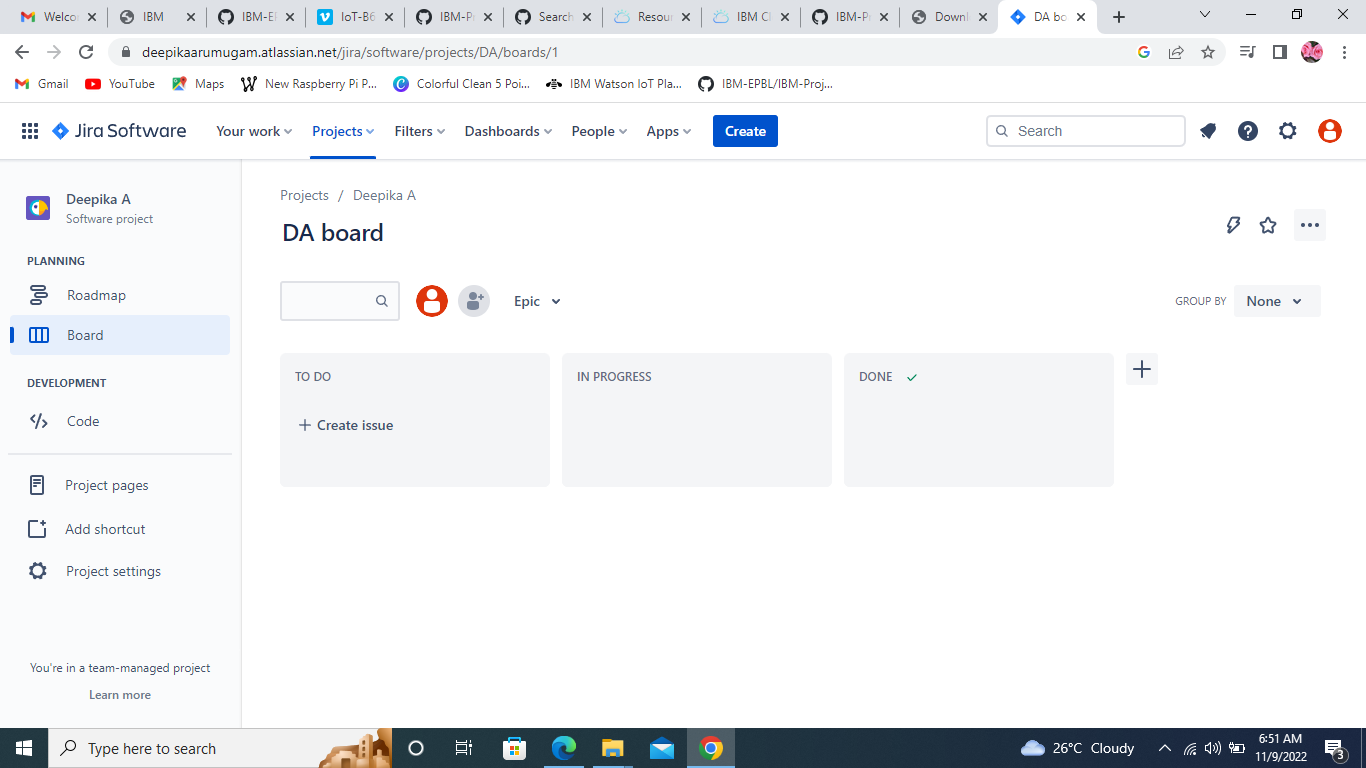 Welco IBM IBM-E IoT-B6 IBM-P Search Resou IBM Cl IBM-P Downl DA bo
deepikaarumugam.atlassian.net/jira/software/projects/DA/boards/1
Gmail YouTube Maps New Raspberry Pi P... Colorful Clean 5 Poi... IBM Watson IoT Pla... IBM-EPBL/IBM-Proj...
Jira Software Your work Projects Filters Dashboards People Apps Create Search
Deepika A
Software project
PLANNING
Roadmap
Board
DEVELOPMENT
Code
Project pages
Add shortcut
Project settings
You're in a team-managed project
Learn more
Projects / Deepika A
DA board
Epic
GROUP BY None
TO DO IN PROGRESS DONE
Create issue
Type here to search
26°C Cloudy
6:51 AM
11/9/2022
3